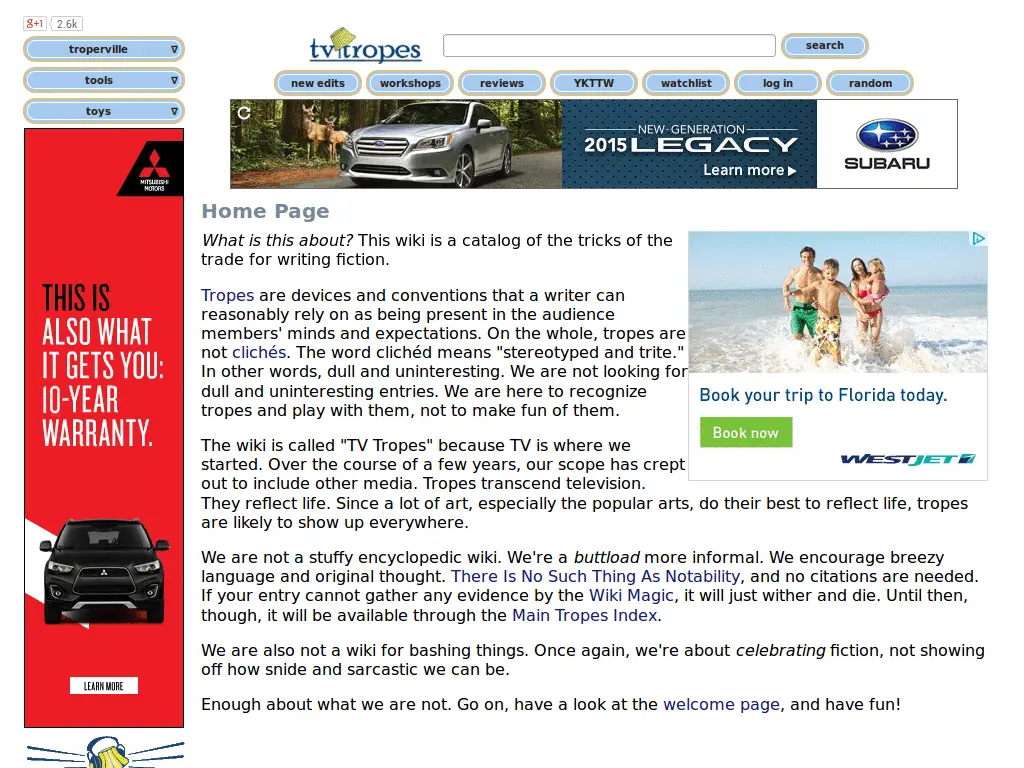 g+1 2.6k
troperville ∇
tools ∇
toys ∇
tv tropes
search
new edits workshops reviews YKTTW watchlist log in random
NEW-GENERATION
2015 LEGACY
Learn more
SUBARU
MITSUBISHI
MOTORS
THIS IS
ALSO WHAT
IT GETS YOU:
10-YEAR
WARRANTY.
LEARN MORE
Home Page
What is this about? This wiki is a catalog of the tricks of the
trade for writing fiction.
Tropes are devices and conventions that a writer can
reasonably rely on as being present in the audience
members' minds and expectations. On the whole, tropes are
not clichés. The word clichéd means "stereotyped and trite."
In other words, dull and uninteresting. We are not looking for
dull and uninteresting entries. We are here to recognize
tropes and play with them, not to make fun of them.
Book your trip to Florida today.
Book now
WESTJET
The wiki is called "TV Tropes" because TV is where we
started. Over the course of a few years, our scope has crept
out to include other media. Tropes transcend television.
They reflect life. Since a lot of art, especially the popular arts, do their best to reflect life, tropes
are likely to show up everywhere.
We are not a stuffy encyclopedic wiki. We're a buttload more informal. We encourage breezy
language and original thought. There Is No Such Thing As Notability, and no citations are needed.
If your entry cannot gather any evidence by the Wiki Magic, it will just wither and die. Until then,
though, it will be available through the Main Tropes Index.
We are also not a wiki for bashing things. Once again, we're about celebrating fiction, not showing
off how snide and sarcastic we can be.
Enough about what we are not. Go on, have a look at the welcome page, and have fun!